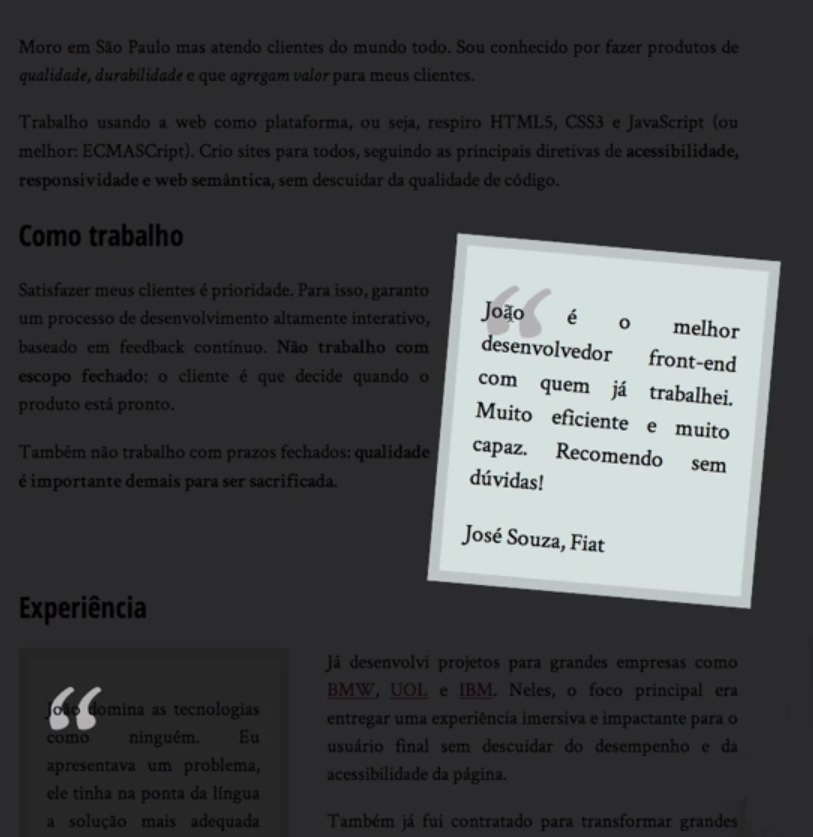 Moro em São Paulo mas atendo clientes do mundo todo. Sou conhecido por fazer produtos de
qualidade, durabilidade e que agregam valor para meus clientes.
Trabalho usando a web como plataforma, ou seja, respiro HTML5, CSS3 e JavaScript (ou
melhor: ECMASCript). Crio sites para todos, seguindo as principais diretivas de acessibilidade,
responsividade e web semântica, sem descuidar da qualidade de código.
Como trabalho
Satisfazer meus clientes é prioridade. Para isso, garanto
um processo de desenvolvimento altamente interativo,
baseado em feedback contínuo. Não trabalho com
escopo fechado: o cliente é que decide quando o
produto está pronto.
Também não trabalho com prazos fechados: qualidade
é importante demais para ser sacrificada.
“
João é o melhor
desenvolvedor front-end
com quem já trabalhei.
Muito eficiente e muito
capaz. Recomendo sem
dúvidas!
José Souza, Fiat
Experiência
“
João domina as tecnologias
como ninguém. Eu
apresentava um problema,
ele tinha na ponta da língua
a solução mais adequada
Já desenvolvi projetos para grandes empresas como
BMW, UOL e IBM. Neles, o foco principal era
entregar uma experiência imersiva e impactante para o
usuário final sem descuidar do desempenho e da
acessibilidade da página.
Também já fui contratado para transformar grandes